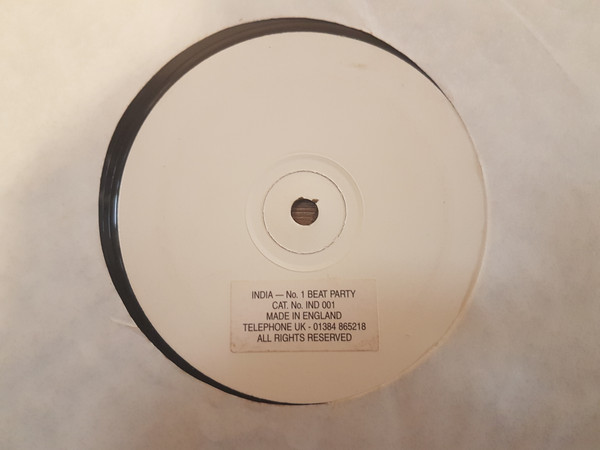 INDIA — No. 1 BEAT PARTY
CAT. No. IND 001
MADE IN ENGLAND
TELEPHONE UK - 01384 865218
ALL RIGHTS RESERVED